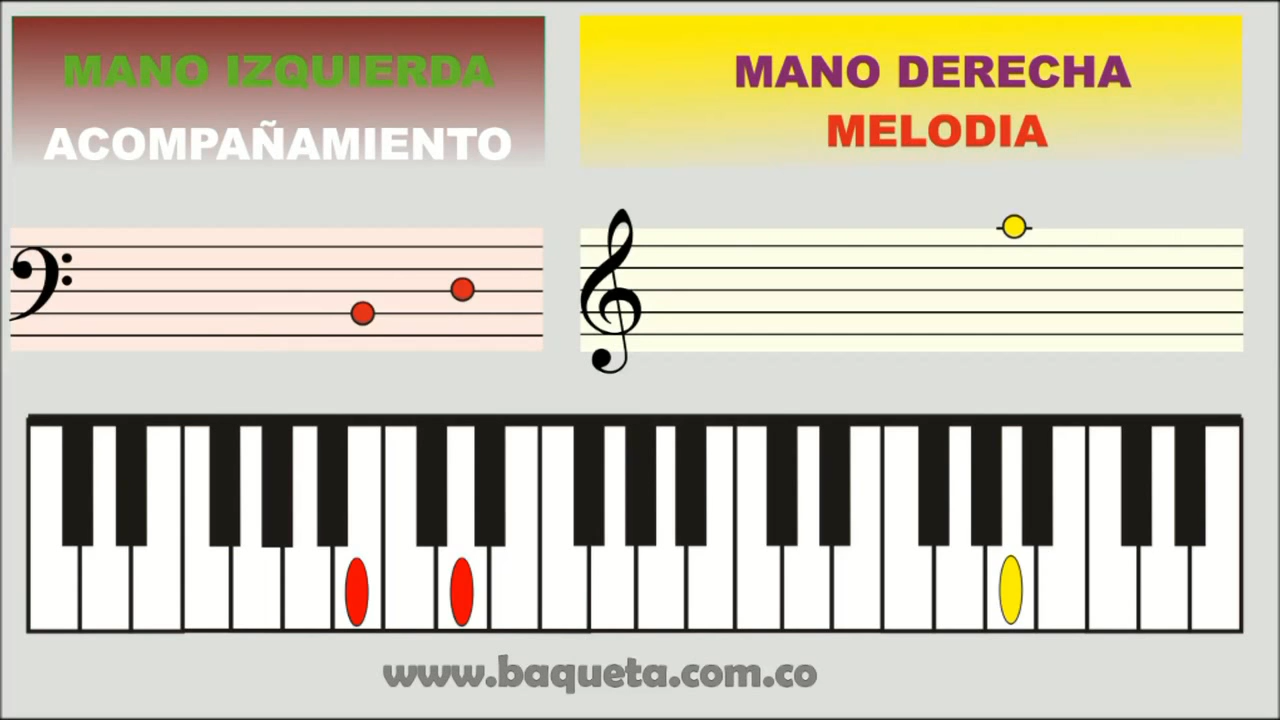 MANO IZQUIERDA
ACOMPAÑAMIENTO
MANO DERECHA
MELODIA
www.baqueta.com.co